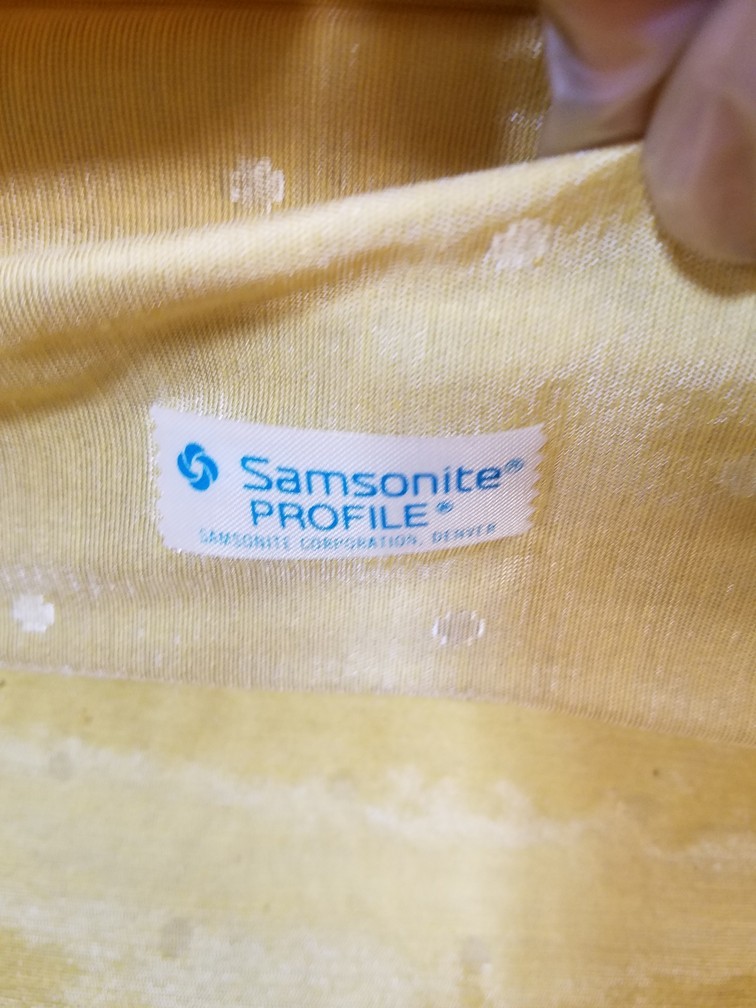 Samsonite®
PROFILE®
SAMSONITE CORPORATION, DENVER